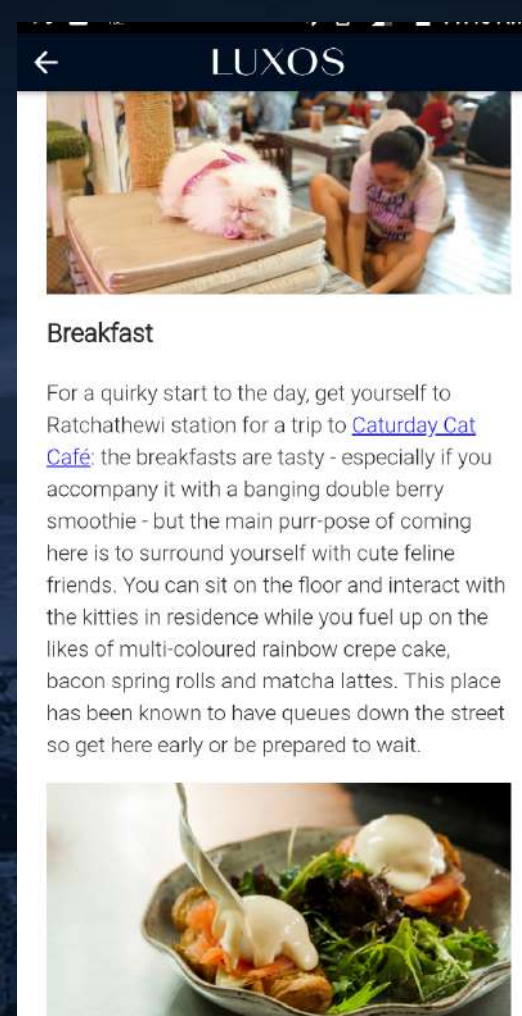 LUXOS
Breakfast
For a quirky start to the day, get yourself to
Ratchathewi station for a trip to Caturday Cat
Café: the breakfasts are tasty - especially if you
accompany it with a banging double berry
smoothie - but the main purr-pose of coming
here is to surround yourself with cute feline
friends. You can sit on the floor and interact with
the kitties in residence while you fuel up on the
likes of multi-coloured rainbow crepe cake,
bacon spring rolls and matcha lattes. This place
has been known to have queues down the street
so get here early or be prepared to wait.